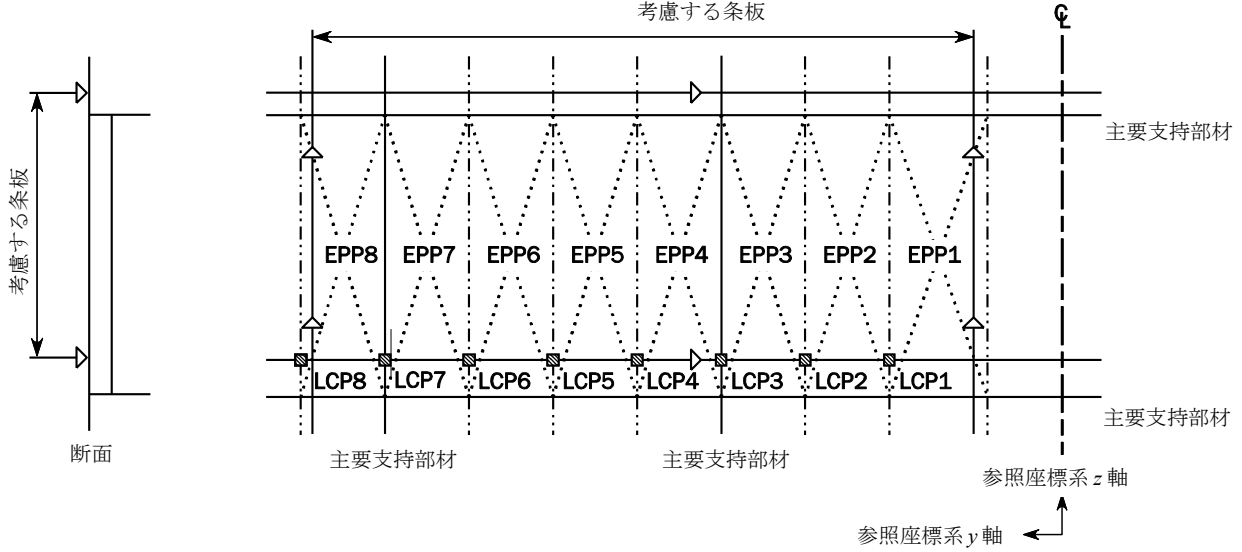 考慮する条板
℄
考慮する条板
主要支持部材
EPP8 EPP7 EPP6 EPP5 EPP4 EPP3 EPP2 EPP1
LCP8 LCP7 LCP6 LCP5 LCP4 LCP3 LCP2 LCP1
主要支持部材
断面
主要支持部材 主要支持部材
参照座標系 z 軸
参照座標系 y 軸